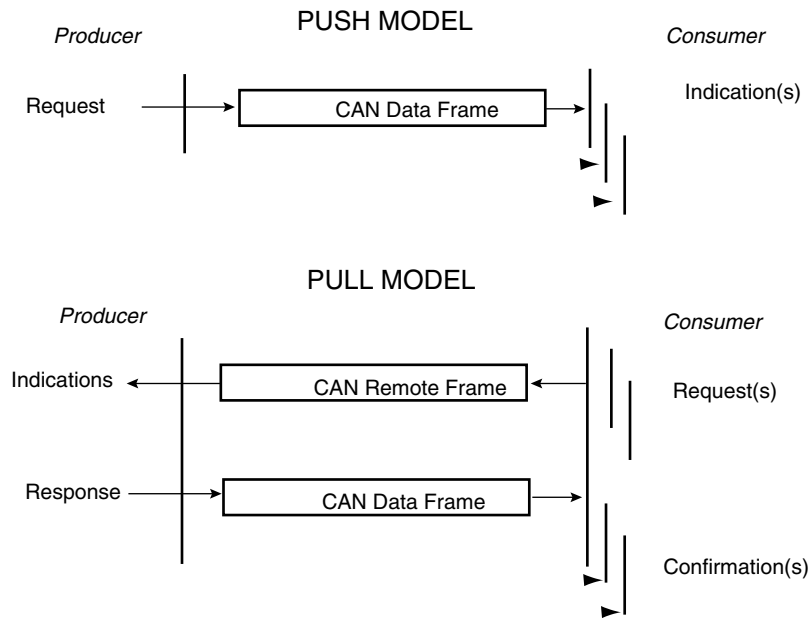 PUSH MODEL
Producer
Consumer
Request
CAN Data Frame
Indication(s)
PULL MODEL
Producer
Consumer
Indications
CAN Remote Frame
Request(s)
Response
CAN Data Frame
Confirmation(s)